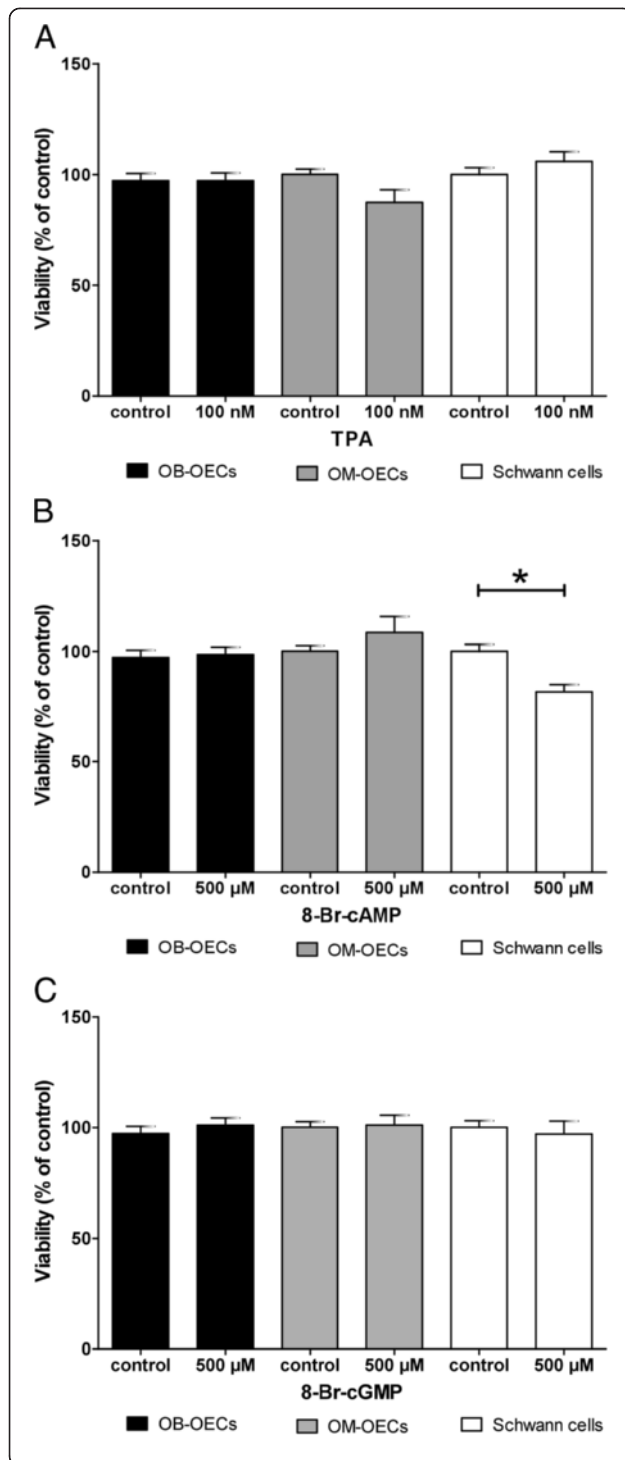 A
150
100
50
0
Viability (% of control)
control 100 nM control 100 nM control 100 nM
TPA
OB-OECs OM-OECs Schwann cells
B
150
100
50
0
Viability (% of control)
*
control 500 µM control 500 µM control 500 µM
8-Br-cAMP
OB-OECs OM-OECs Schwann cells
C
150
100
50
0
Viability (% of control)
control 500 µM control 500 µM control 500 µM
8-Br-cGMP
OB-OECs OM-OECs Schwann cells